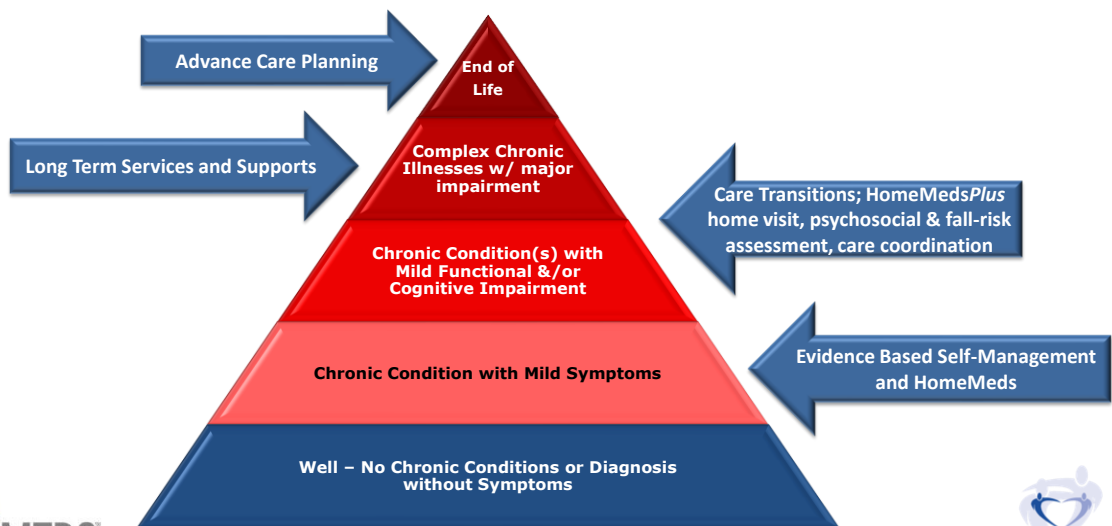 Advance Care Planning
End of
Life
Long Term Services and Supports
Complex Chronic
Illnesses w/ major
impairment
Care Transitions; HomeMedsPlus
home visit, psychosocial & fall-risk
assessment, care coordination
Chronic Condition(s) with
Mild Functional &/or
Cognitive Impairment
Chronic Condition with Mild Symptoms
Evidence Based Self-Management
and HomeMeds
Well – No Chronic Conditions or Diagnosis
without Symptoms